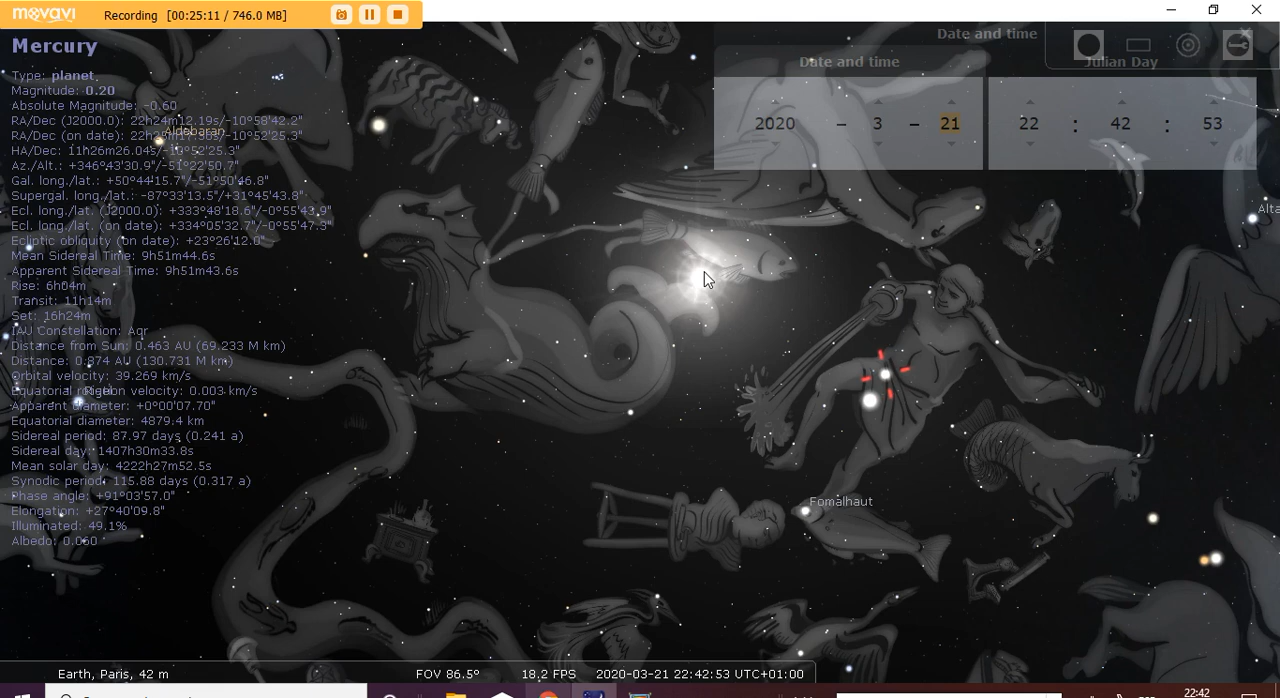 movavi Recording [00:25:11 / 746.0 MB]
Date and time
Mercury
Date and time
Julian Day
Type: planet
Magnitude: 0.20
Absolute Magnitude: -0.60
RA/Dec (J2000.0): 22h24m12.19s/-10°58'42.2"
2020 - 3 - 21 22 : 42 : 53
Aldebaran
HA/Dec: 11h26m26.04s/-10°52'25.3"
Az./Alt.: +346°43'30.9"/-51°22'50.7"
Gal. long./lat.: +50°44'15.7"/-51°50'46.8"
Supergal. long./lat.: -87°33'13.5"/+31°45'43.8"
Ecl. long./lat. (J2000.0): +333°48'18.6"/-0°55'43.9"
Alta
Ecl. long./lat. (on date): +334°05'32.7"/-0°55'47.3"
Ecliptic obliquity (on date): +23°26'12.0"
Mean Sidereal Time: 9h51m44.6s
Apparent Sidereal Time: 9h51m43.6s
Rise: 6h04m
Transit: 11h14m
Set: 16h24m
IAU Constellation: Aqr
Distance from Sun: 0.463 AU (69.233 M km)
Distance: 0.874 AU (130.731 M km)
Orbital velocity: 39.269 km/s
Equatorial rotation velocity: 0.003 km/s
Rigel
Apparent diameter: +0°00'07.70"
Equatorial diameter: 4879.4 km
Sidereal period: 87.97 days (0.241 a)
Sidereal day: 1407h30m33.8s
Mean solar day: 4222h27m52.5s
Synodic period: 115.88 days (0.317 a)
Phase angle: +91°03'57.0"
Elongation: +27°40'09.8"
Fomalhaut
Illuminated: 49.1%
Albedo: 0.060
Earth, Paris, 42 m FOV 86.5° 18.2 FPS 2020-03-21 22:42:53 UTC+01:00
22:42